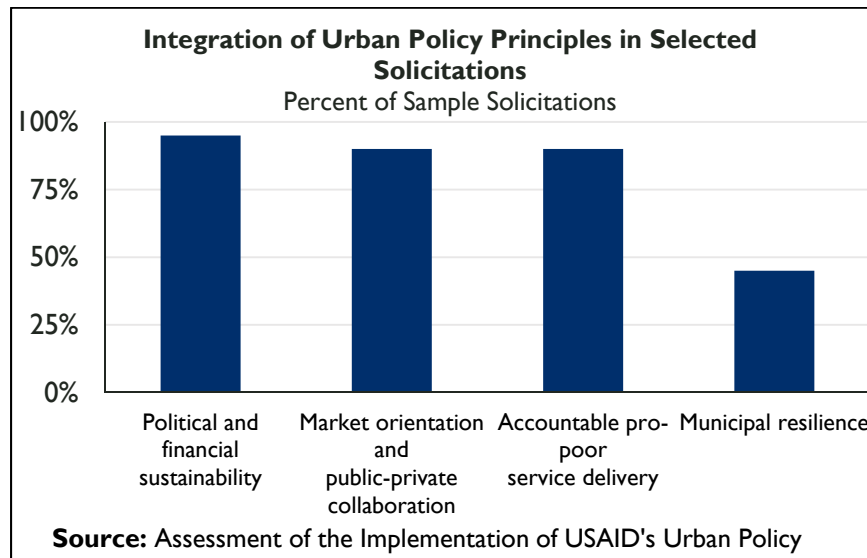 Integration of Urban Policy Principles in Selected
Solicitations
Percent of Sample Solicitations
100%
75%
50%
25%
0%
Political and
financial
sustainability
Market orientation
and
public-private
collaboration
Accountable pro-
poor
service delivery
Municipal resilience
Source: Assessment of the Implementation of USAID's Urban Policy